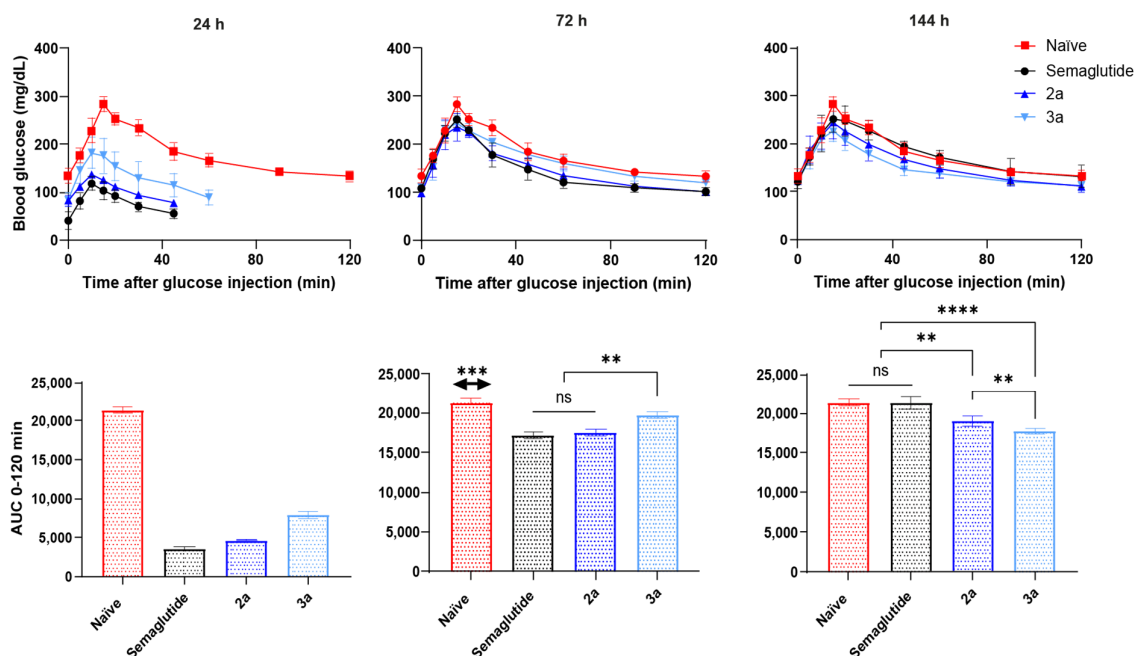 24 h
72 h
144 h
Blood glucose (mg/dL)
400
300
200
100
0
0
40
80
120
Time after glucose injection (min)
400
300
200
100
0
0
40
80
120
Time after glucose injection (min)
400
300
200
100
0
0
40
80
120
Time after glucose injection (min)
Naïve
Semaglutide
2a
3a
AUC 0-120 min
25,000
20,000
15,000
10,000
5,000
0
Naïve
Semaglutide
2a
3a
25,000
20,000
15,000
10,000
5,000
0
***
ns
**
Naïve
Semaglutide
2a
3a
25,000
20,000
15,000
10,000
5,000
0
****
**
ns
**
Naïve
Semaglutide
2a
3a